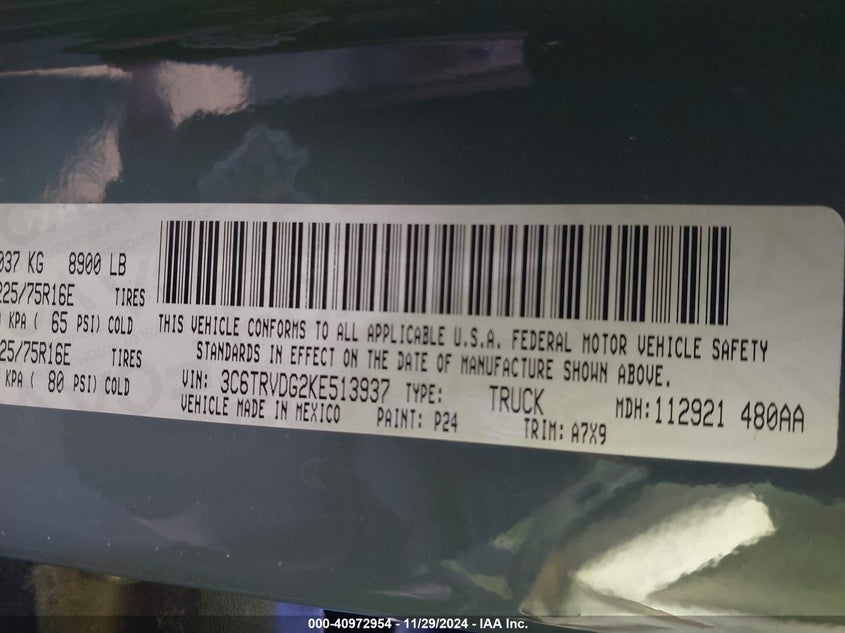 037 KG 8900 LB
225/75R16E TIRES
KPA ( 65 PSI) COLD
25/75R16E TIRES
KPA ( 80 PSI) COLD
THIS VEHICLE CONFORMS TO ALL APPLICABLE U.S.A. FEDERAL MOTOR VEHICLE SAFETY
STANDARDS IN EFFECT ON THE DATE OF MANUFACTURE SHOWN ABOVE.
VIN: 3C6TRVDG2KE513937 TYPE: TRUCK MDH: 112921 480AA
VEHICLE MADE IN MEXICO PAINT: P24 TRIM: A7X9
000-40972954 - 11/29/2024 - IAA Inc.